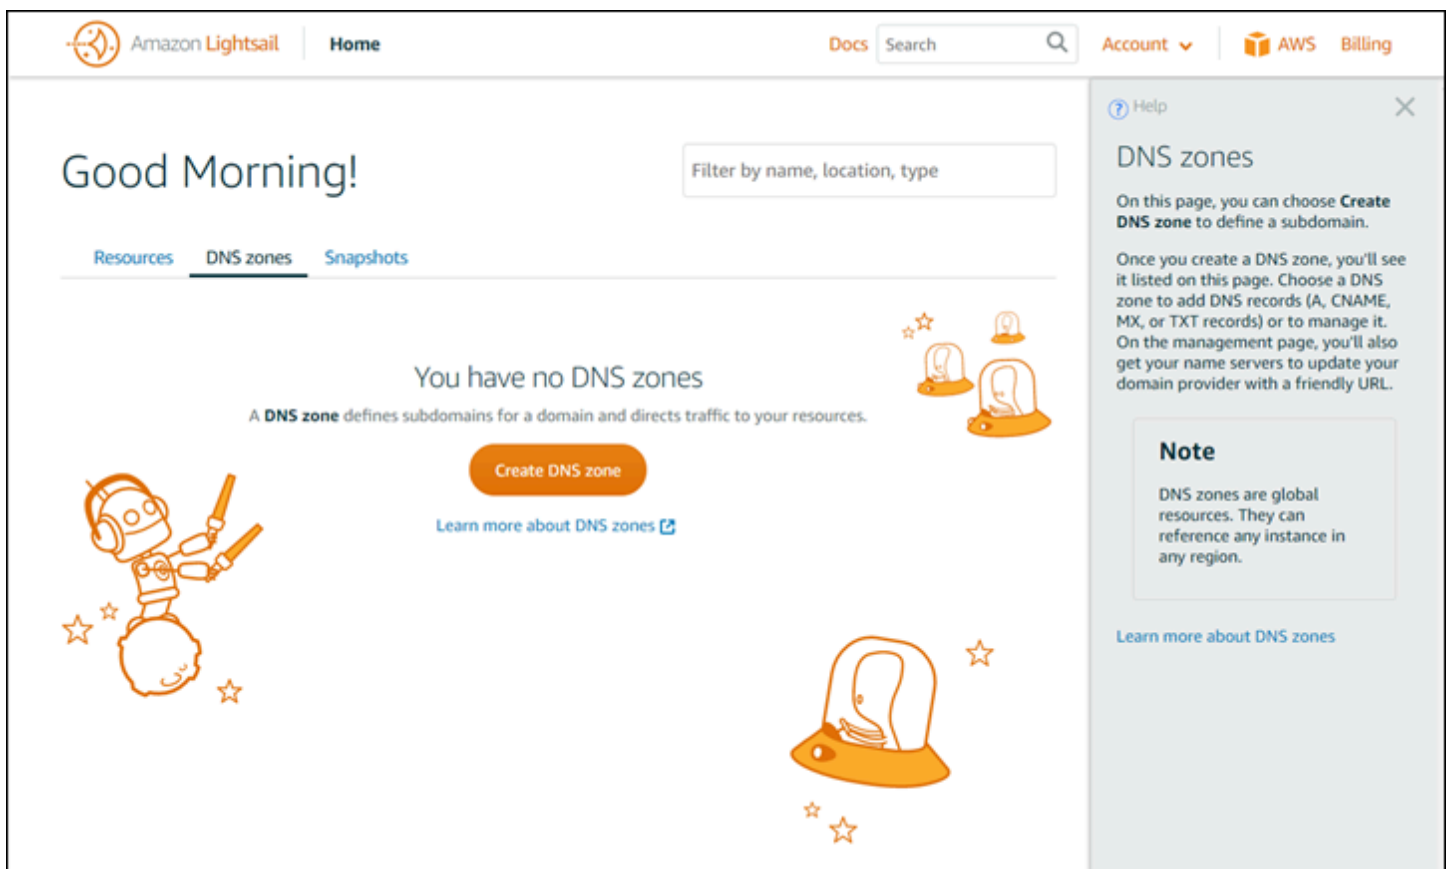 Amazon Lightsail
Home
Docs
Search
Account
AWS
Billing
Good Morning!
Filter by name, location, type
Resources
DNS zones
Snapshots
You have no DNS zones
A DNS zone defines subdomains for a domain and directs traffic to your resources.
Create DNS zone
Learn more about DNS zones
? Help
DNS zones
On this page, you can choose Create
DNS zone to define a subdomain.
Once you create a DNS zone, you'll see
it listed on this page. Choose a DNS
zone to add DNS records (A, CNAME,
MX, or TXT records) or to manage it.
On the management page, you'll also
get your name servers to update your
domain provider with a friendly URL.
Note
DNS zones are global
resources. They can
reference any instance in
any region.
Learn more about DNS zones